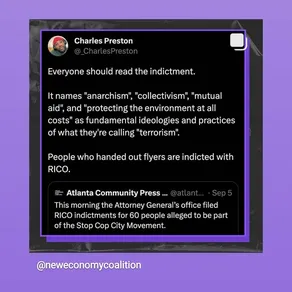 Charles Preston
@_CharlesPreston
Everyone should read the indictment.
It names "anarchism", "collectivism", "mutual
aid", and "protecting the environment at all
costs" as fundamental ideologies and practices
of what they're calling "terrorism".
People who handed out flyers are indicted with
RICO.
Atlanta Community Press ... @atlant... · Sep 5
This morning the Attorney General's office filed
RICO indictments for 60 people alleged to be part
of the Stop Cop City Movement.
@neweconomycoalition